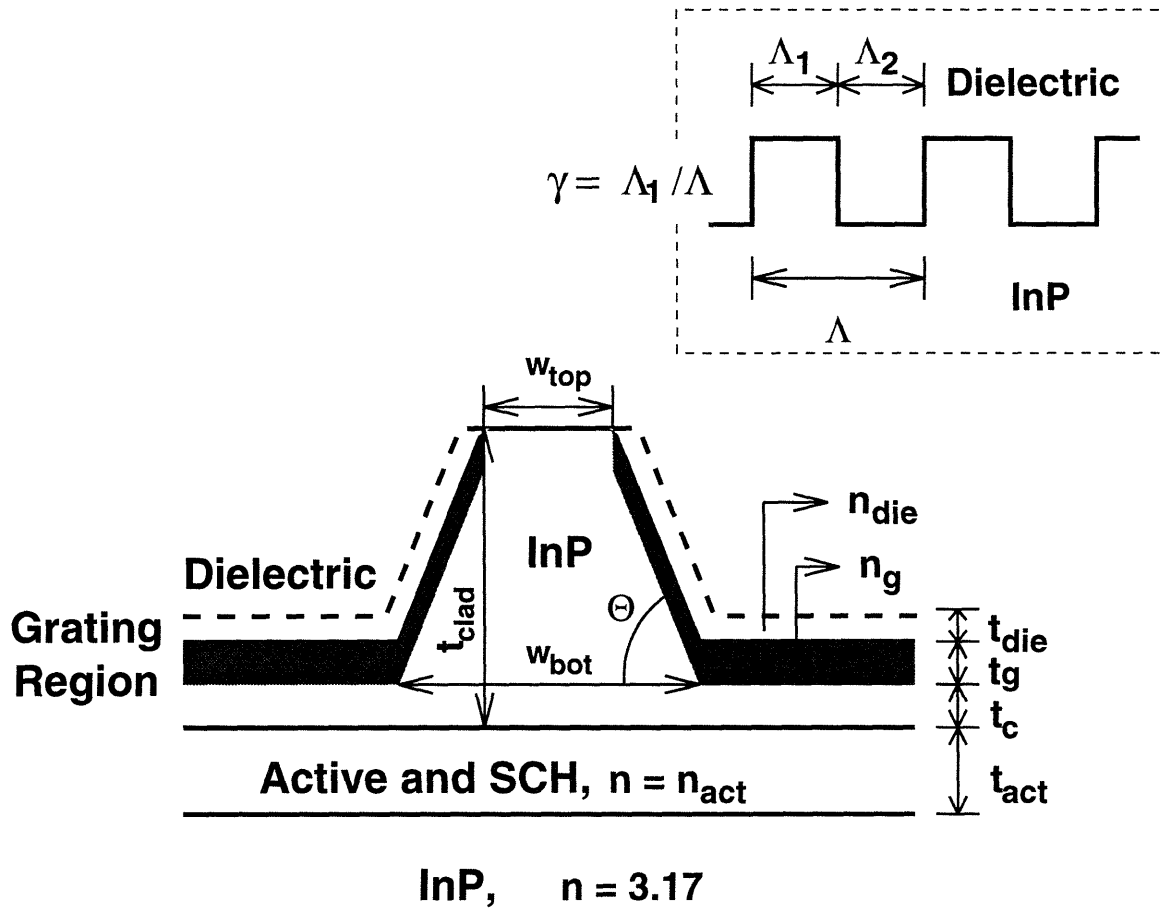 Λ1 Λ2
Dielectric
γ = Λ1 /Λ
InP
Λ
wtop
ndie
InP
ng
Dielectric
Θ
tclad
Grating
Region
wbot
tdie
tg
tc
Active and SCH, n = nact
tact
InP, n = 3.17